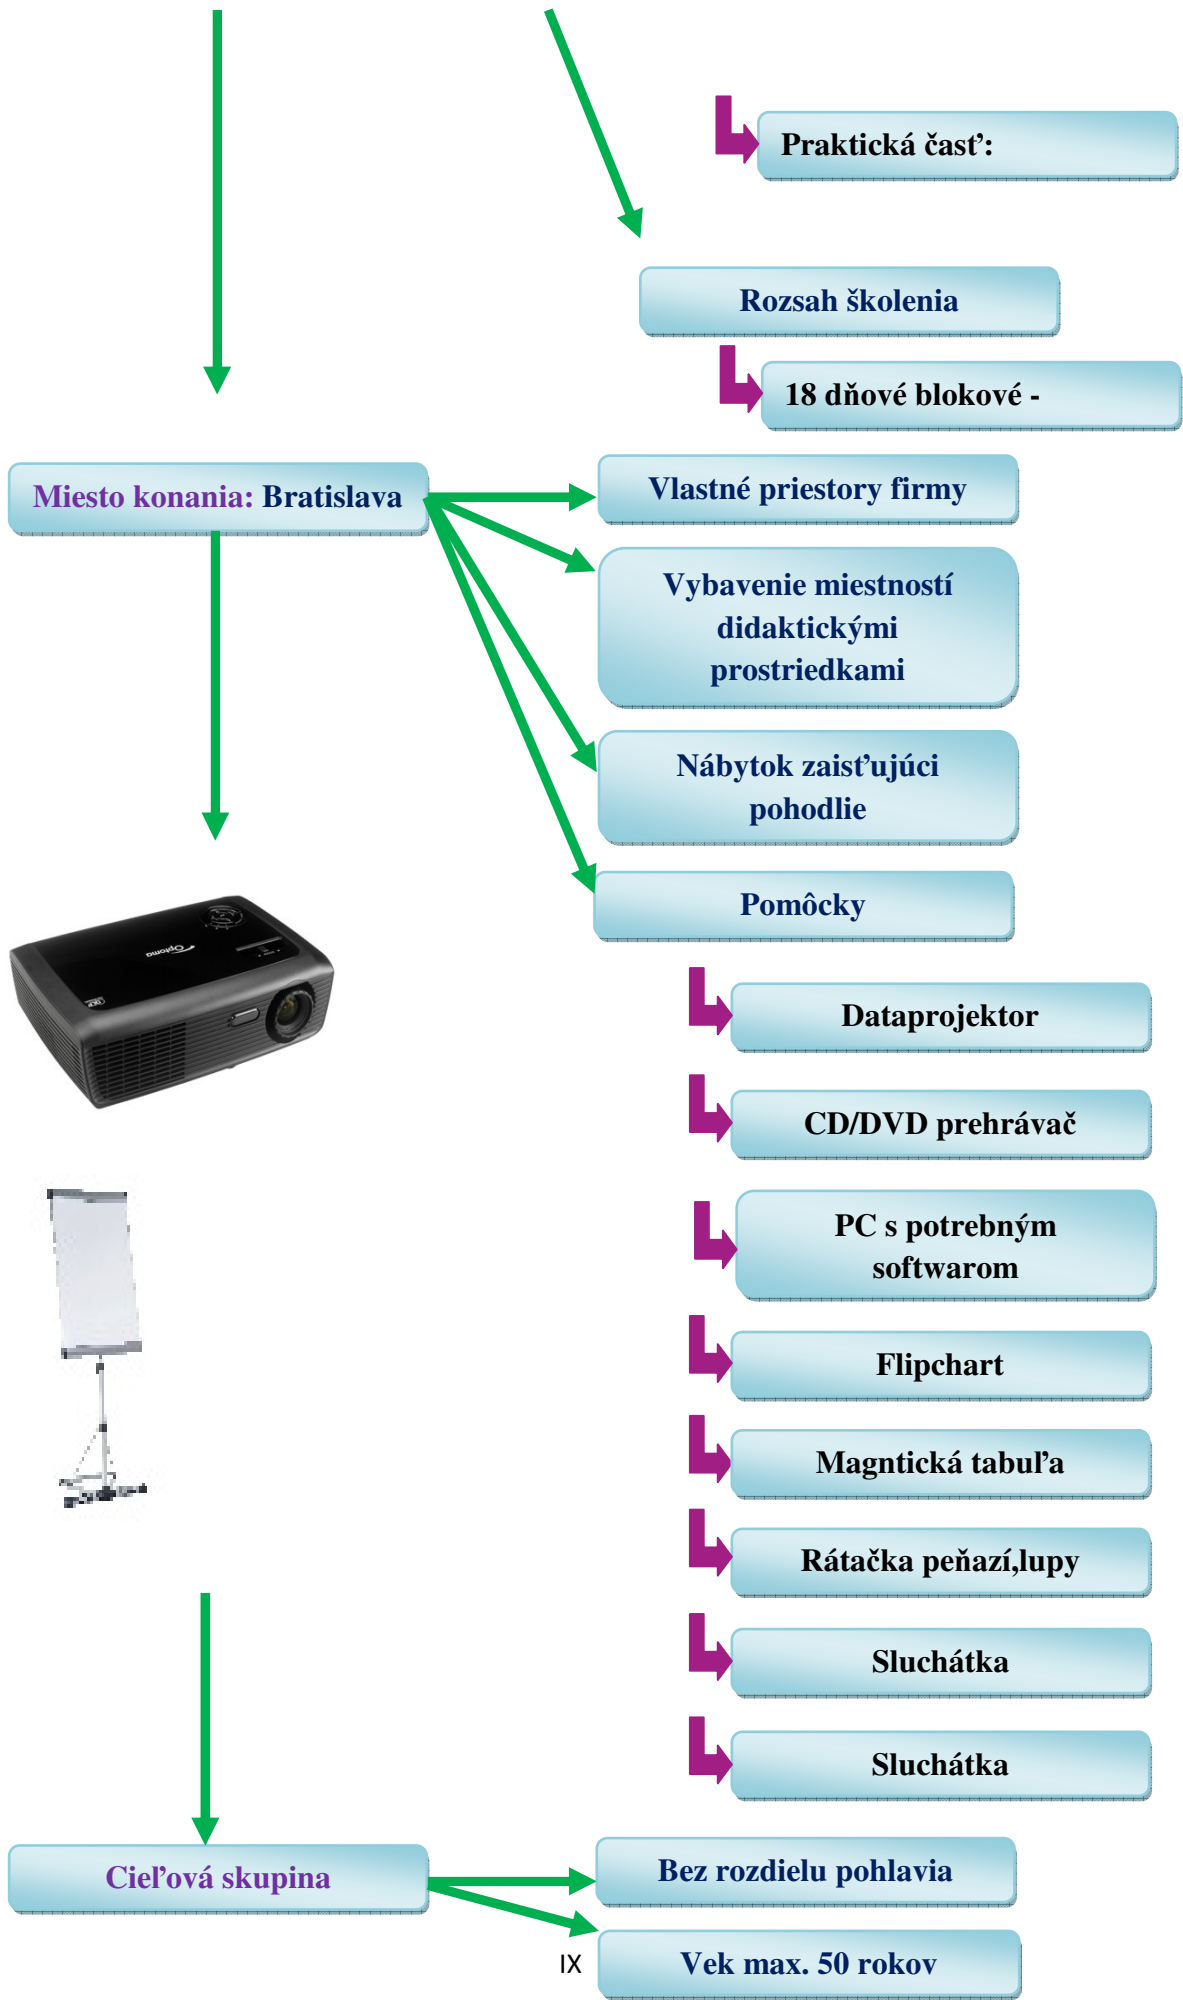 Praktická časť:
Rozsah školenia
18 dňové blokové -
Miesto konania: Bratislava
Vlastné priestory firmy
Vybavenie miestností
didaktickými
prostriedkami
Nábytok zaisťujúci
pohodlie
Pomôcky
Optoma
Dataprojektor
CD/DVD prehrávač
PC s potrebným
softwarom
Flipchart
Magntická tabuľa
Rátačka peňazí,lupy
Sluchátka
Sluchátka
Cieľová skupina
Bez rozdielu pohlavia
Vek max. 50 rokov
IX